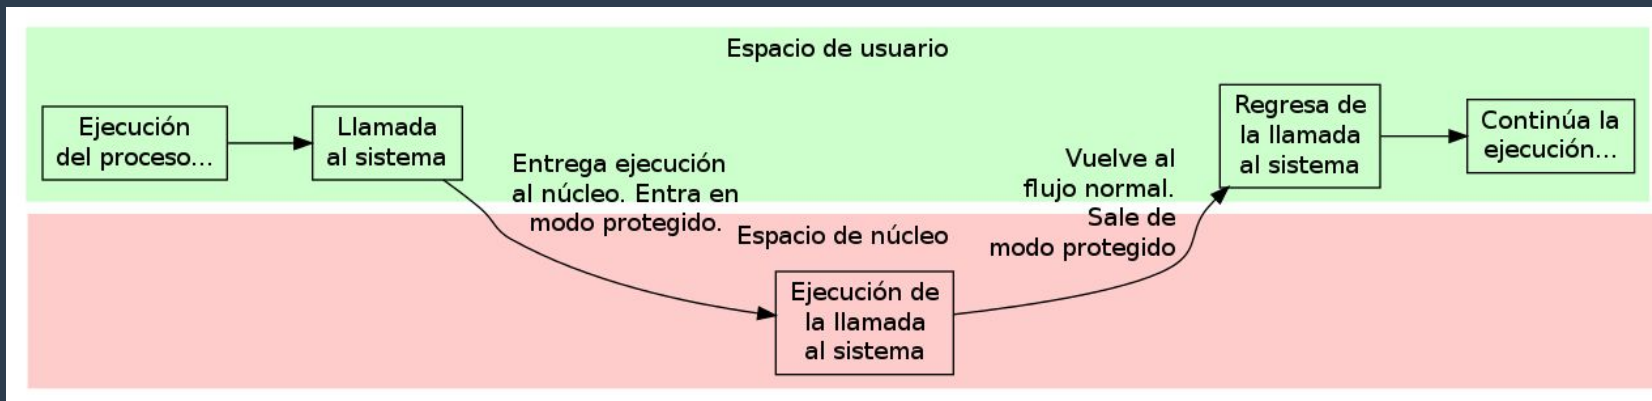 Espacio de usuario
Ejecución
del proceso...
Llamada
al sistema
Entrega ejecución
al núcleo. Entra en
modo protegido.
Espacio de núcleo
Ejecución de
la llamada
al sistema
Vuelve al
flujo normal.
Sale de
modo protegido
Regresa de
la llamada
al sistema
Continúa la
ejecución...